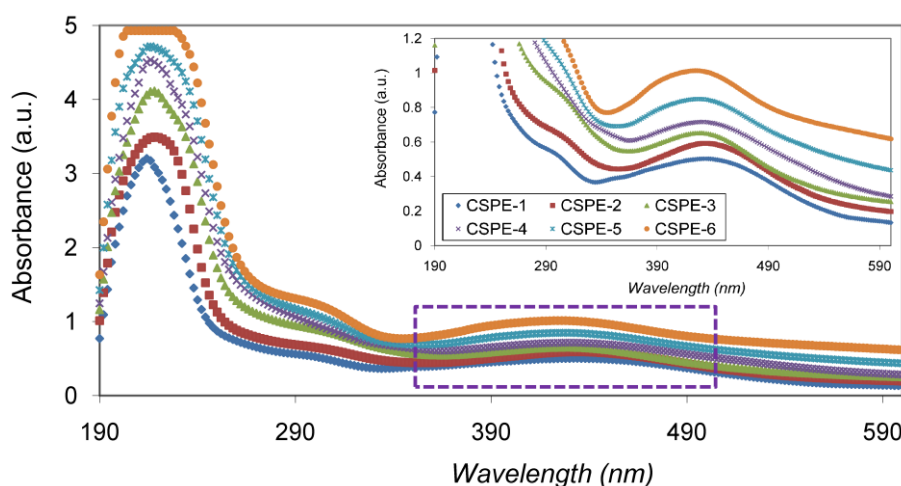 5
4
3
2
1
0
Absorbance (a.u.)
190 290 390 490 590
Wavelength (nm)
1.2
1
0.8
0.6
0.4
0.2
0
Absorbance (a.u.)
CSPE-1 CSPE-2 CSPE-3
CSPE-4 CSPE-5 CSPE-6
190 290 390 490 590
Wavelength (nm)